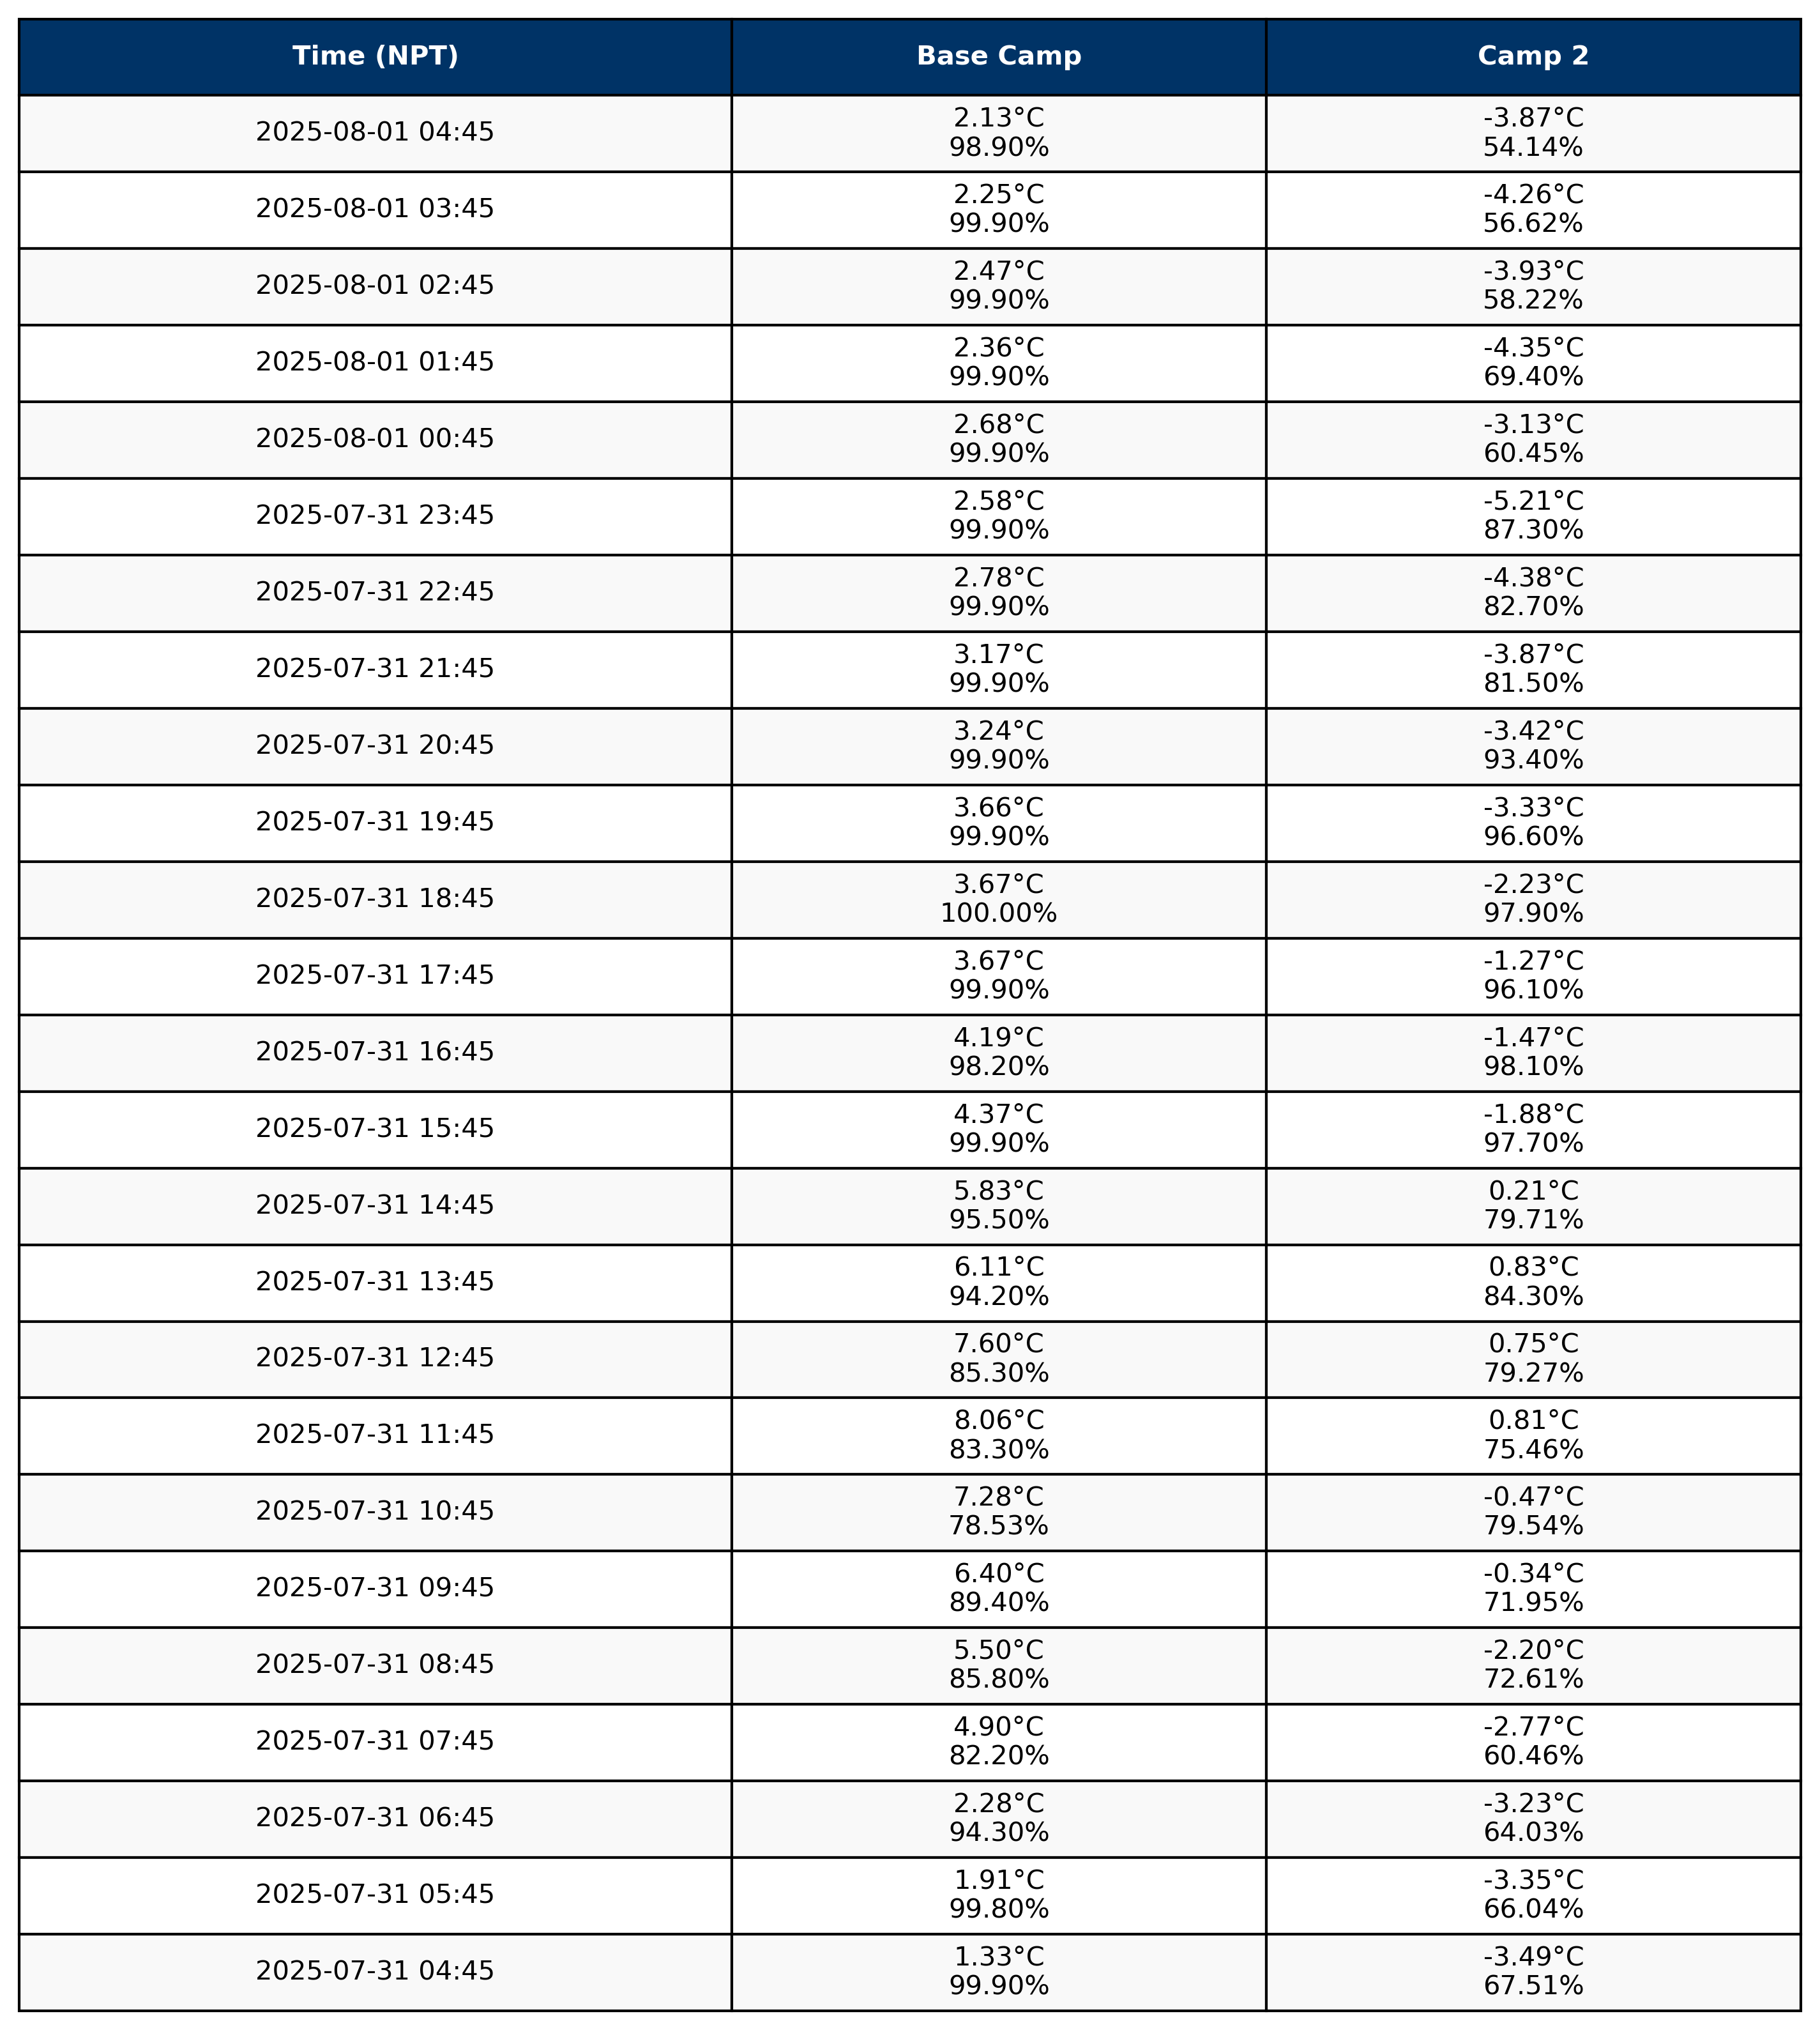 Time (NPT) Base Camp Camp 2
2025-08-01 04:45 2.13°C -3.87°C
98.90% 54.14%
2025-08-01 03:45 2.25°C -4.26°C
99.90% 56.62%
2025-08-01 02:45 2.47°C -3.93°C
99.90% 58.22%
2025-08-01 01:45 2.36°C -4.35°C
99.90% 69.40%
2025-08-01 00:45 2.68°C -3.13°C
99.90% 60.45%
2025-07-31 23:45 2.58°C -5.21°C
99.90% 87.30%
2025-07-31 22:45 2.78°C -4.38°C
99.90% 82.70%
2025-07-31 21:45 3.17°C -3.87°C
99.90% 81.50%
2025-07-31 20:45 3.24°C -3.42°C
99.90% 93.40%
2025-07-31 19:45 3.66°C -3.33°C
99.90% 96.60%
2025-07-31 18:45 3.67°C -2.23°C
100.00% 97.90%
2025-07-31 17:45 3.67°C -1.27°C
99.90% 96.10%
2025-07-31 16:45 4.19°C -1.47°C
98.20% 98.10%
2025-07-31 15:45 4.37°C -1.88°C
99.90% 97.70%
2025-07-31 14:45 5.83°C 0.21°C
95.50% 79.71%
2025-07-31 13:45 6.11°C 0.83°C
94.20% 84.30%
2025-07-31 12:45 7.60°C 0.75°C
85.30% 79.27%
2025-07-31 11:45 8.06°C 0.81°C
83.30% 75.46%
2025-07-31 10:45 7.28°C -0.47°C
78.53% 79.54%
2025-07-31 09:45 6.40°C -0.34°C
89.40% 71.95%
2025-07-31 08:45 5.50°C -2.20°C
85.80% 72.61%
2025-07-31 07:45 4.90°C -2.77°C
82.20% 60.46%
2025-07-31 06:45 2.28°C -3.23°C
94.30% 64.03%
2025-07-31 05:45 1.91°C -3.35°C
99.80% 66.04%
2025-07-31 04:45 1.33°C -3.49°C
99.90% 67.51%